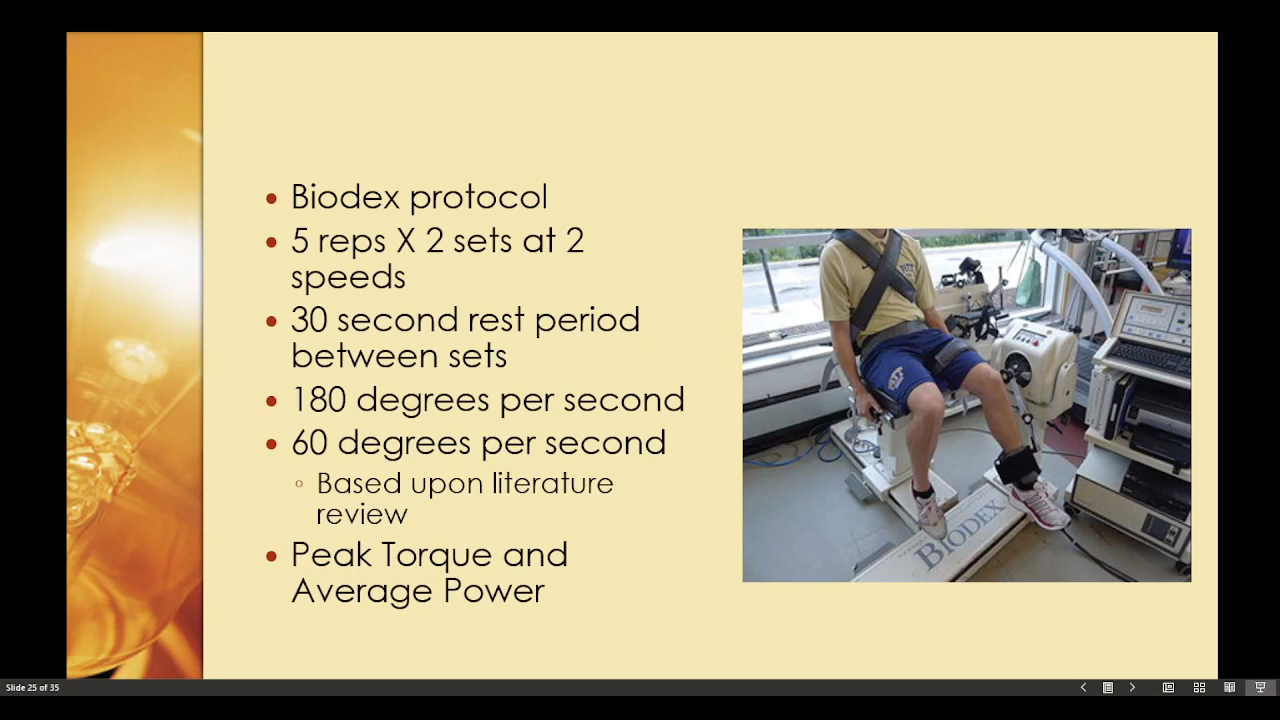 Biodex protocol
5 reps X 2 sets at 2
speeds
30 second rest period
between sets
180 degrees per second
60 degrees per second
Based upon literature
review
Peak Torque and
Average Power
PITT
BIODEX
Slide 25 of 35